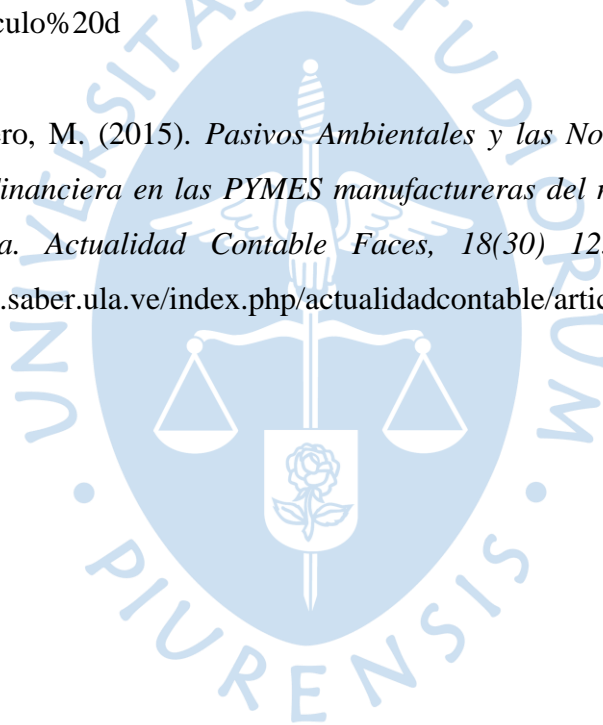 culo%20d
ero, M. (2015). Pasivos Ambientales y las No
Financiera en las PYMES manufactureras del
a. Actualidad Contable Faces, 18(30) 12
.saber.ula.ve/index.php/actualidadcontable/artic
UNIVERSITAS STUDIORUM
PIURENSIS